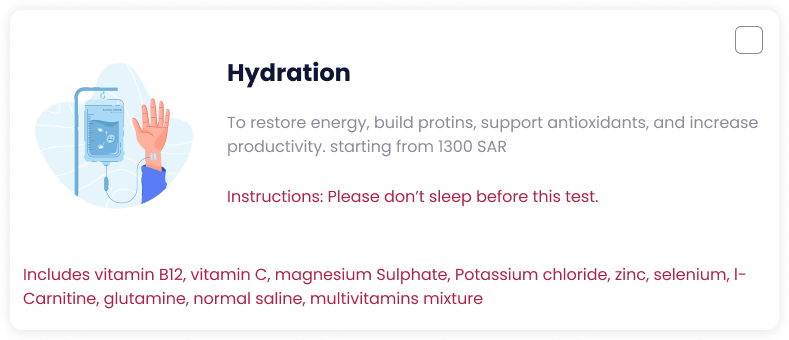 Hydration
To restore energy, build protins, support antioxidants, and increase
productivity. starting from 1300 SAR
Instructions: Please don’t sleep before this test.
Includes vitamin B12, vitamin C, magnesium Sulphate, Potassium chloride, zinc, selenium, l-
Carnitine, glutamine, normal saline, multivitamins mixture